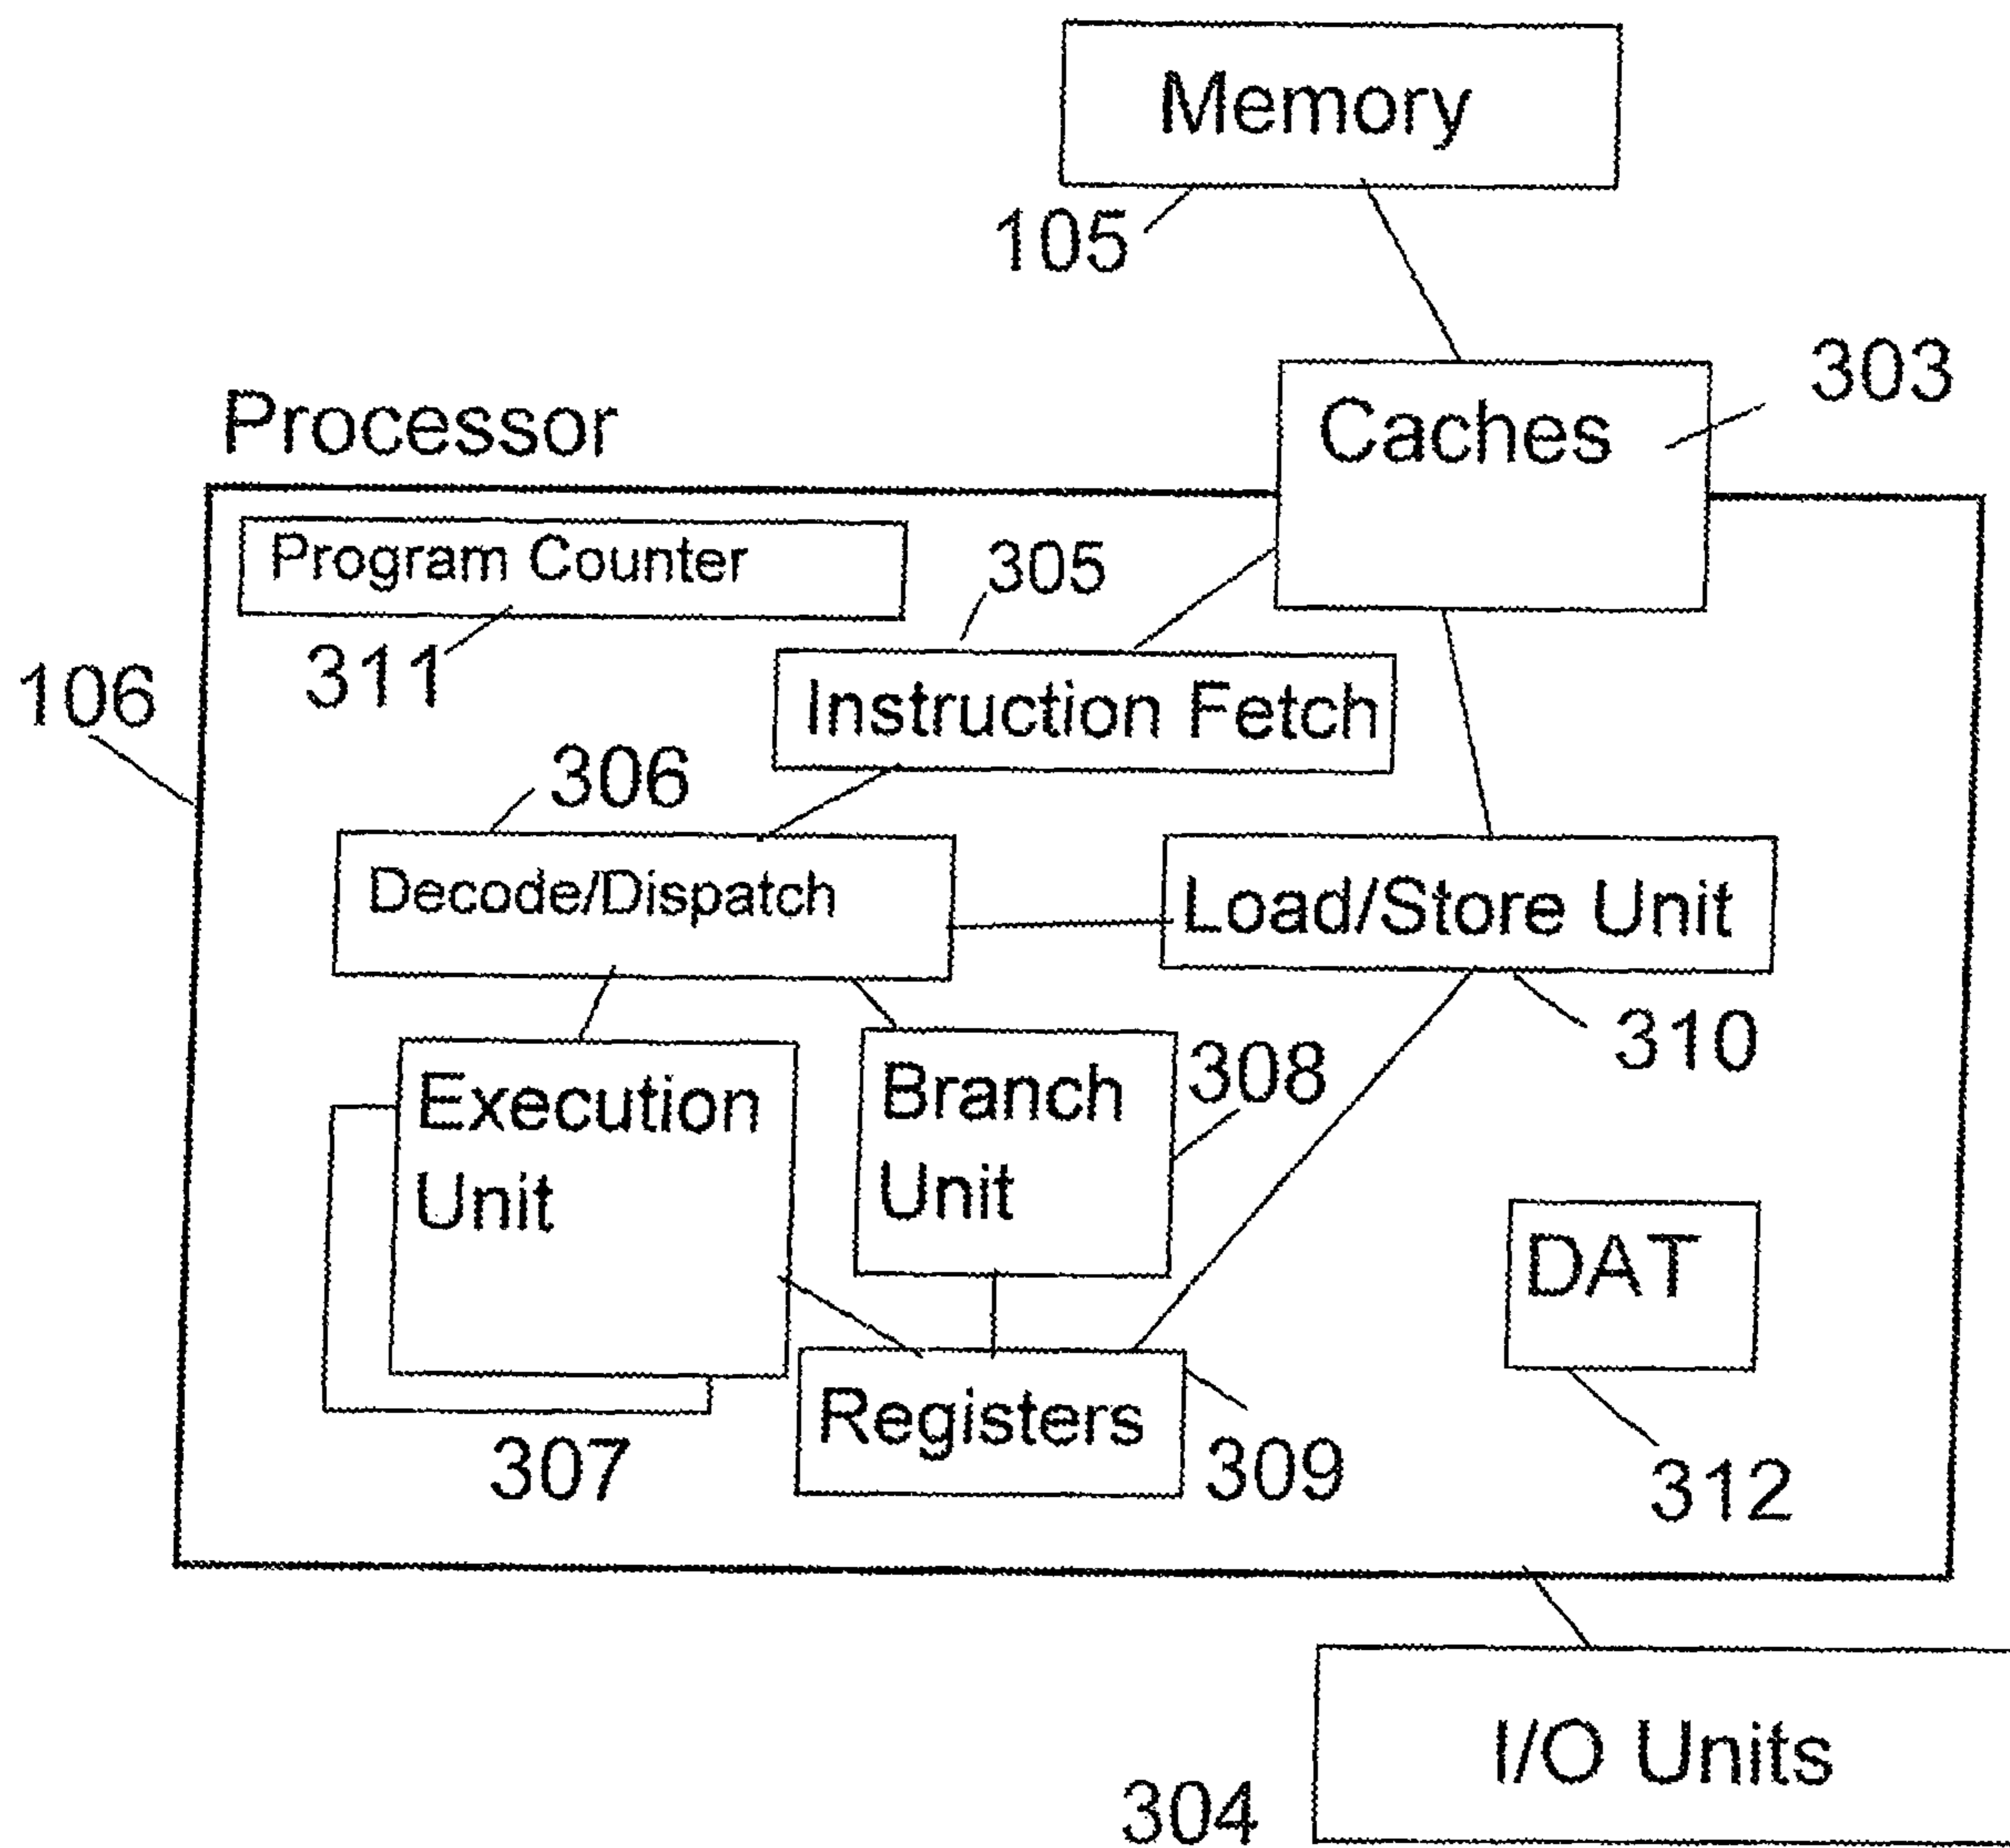 Memory
105
303
Caches
Processor
Program Counter
305
311
106
Instruction Fetch
306
Decode/Dispatch
Load/Store Unit
310
Execution
Unit
Branch
Unit
308
DAT
Registers
307
309
312
I/O Units
304